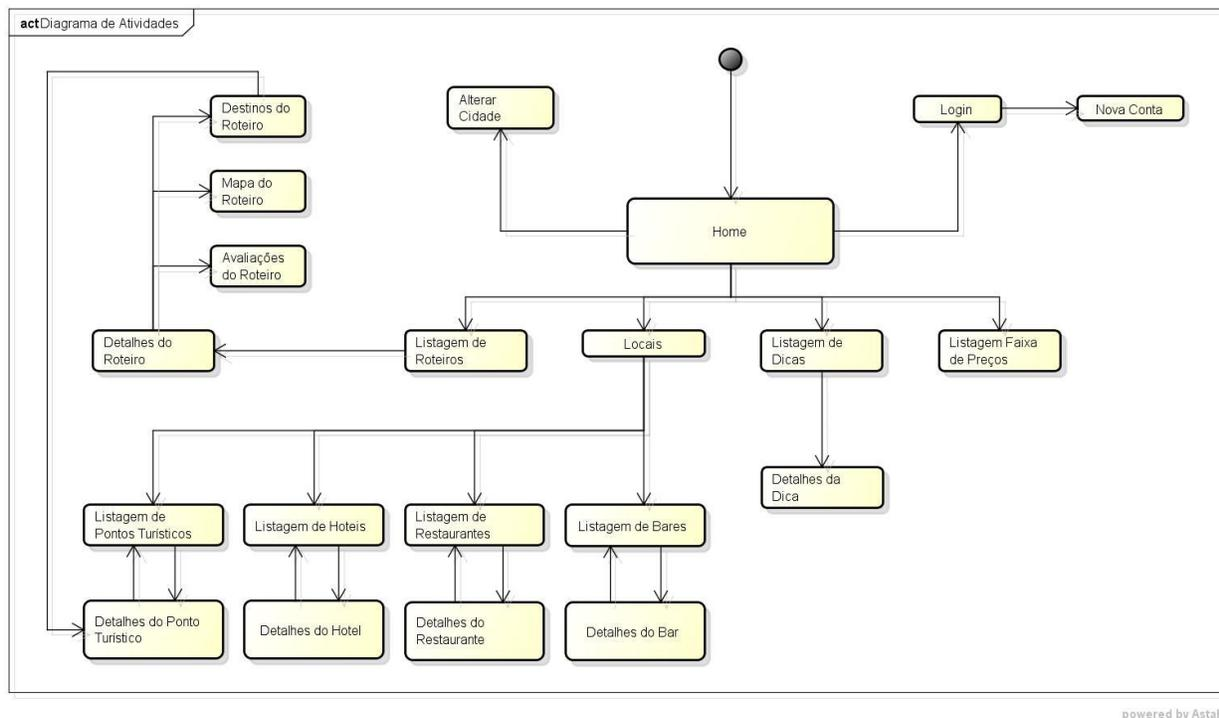 act Diagrama de Atividades
Destinos do
Roteiro
Alterar
Cidade
Login
Nova Conta
Mapa do
Roteiro
Home
Avaliações
do Roteiro
Detalhes do
Roteiro
Listagem de
Roteiros
Locais
Listagem de
Dicas
Listagem Faixa
de Preços
Detalhes da
Dica
Listagem de
Pontos Turísticos
Listagem de Hoteis
Listagem de
Restaurantes
Listagem de Bares
Detalhes do Ponto
Turístico
Detalhes do Hotel
Detalhes do
Restaurante
Detalhes do Bar
powered by Asta